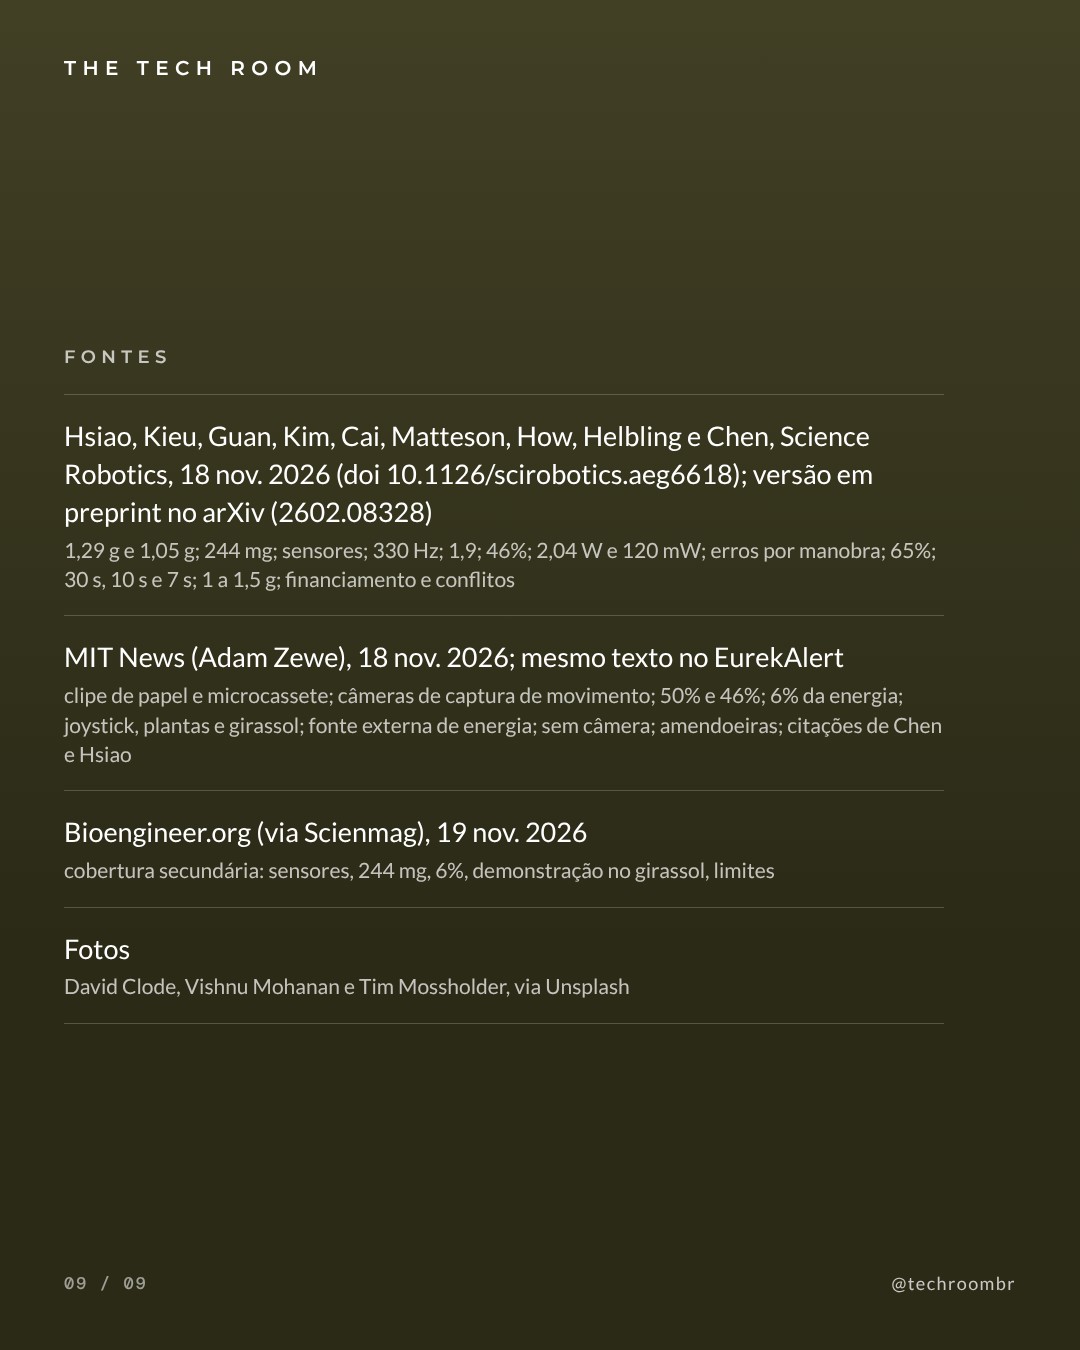 THE TECH ROOM
FONTES
Hsiao, Kieu, Guan, Kim, Cai, Matteson, How, Helbling e Chen, Science
Robotics, 18 nov. 2026 (doi 10.1126/scirobotics.aeg6618); versão em
preprint no arXiv (2602.08328)
1,29 g e 1,05 g; 244 mg; sensores; 330 Hz; 1,9; 46%; 2,04 W e 120 mW; erros por manobra; 65%;
30 s, 10 s e 7 s; 1 a 1,5 g; financiamento e conflitos
MIT News (Adam Zewe), 18 nov. 2026; mesmo texto no EurekAlert
clipe de papel e microcassete; câmeras de captura de movimento; 50% e 46%; 6% da energia;
joystick, plantas e girassol; fonte externa de energia; sem câmera; amendoeiras; citações de Chen
e Hsiao
Bioengineer.org (via Scienmag), 19 nov. 2026
cobertura secundária: sensores, 244 mg, 6%, demonstração no girassol, limites
Fotos
David Clode, Vishnu Mohanan e Tim Mossholder, via Unsplash
09 / 09
@techroombr